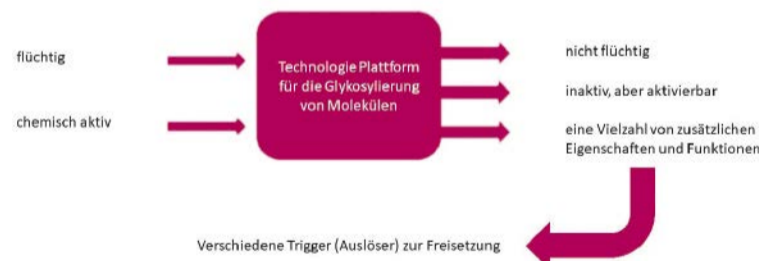 flüchtig
chemisch aktiv
Technologie Plattform
für die Glykosylierung
von Molekülen
nicht flüchtig
inaktiv, aber aktivierbar
eine Vielzahl von zusätzlichen
Eigenschaften und Funktionen
Verschiedene Trigger (Auslöser) zur Freisetzung